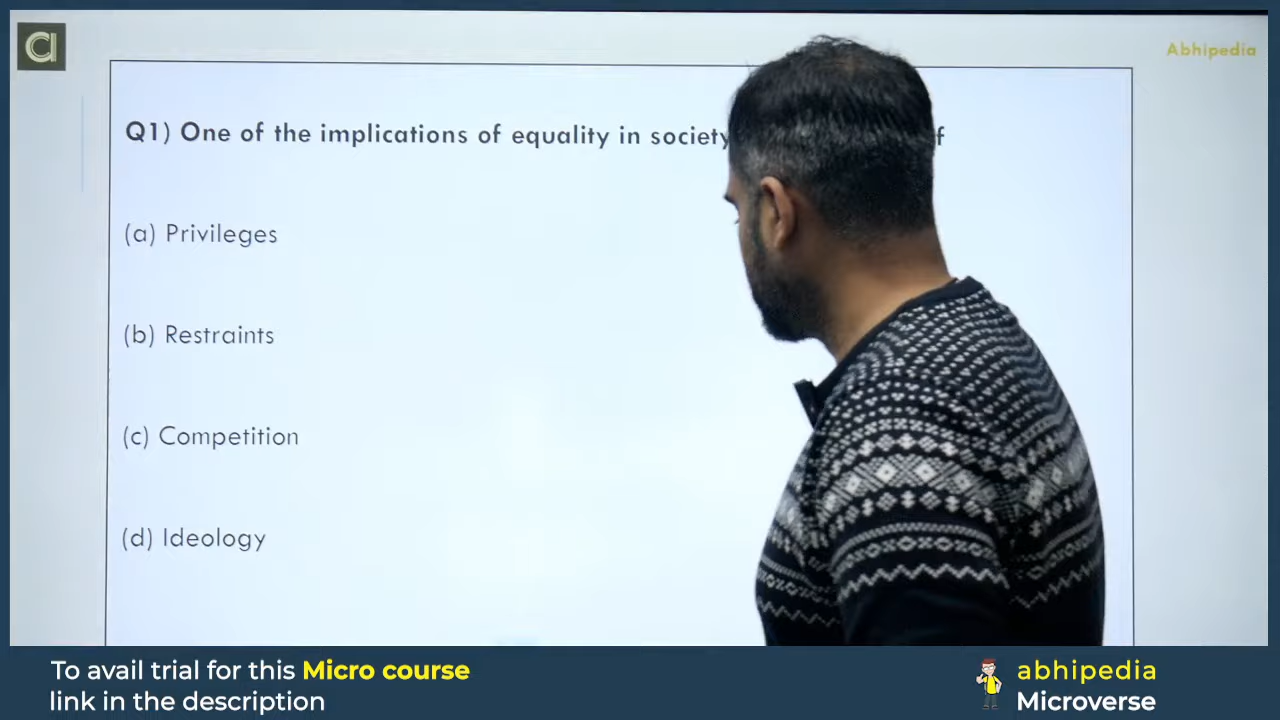 Abhipedia
Q1) One of the implications of equality in society
(a) Privileges
(b) Restraints
(c) Competition
(d) Ideology
To avail trial for this Micro course
link in the description
abhipedia
Microverse